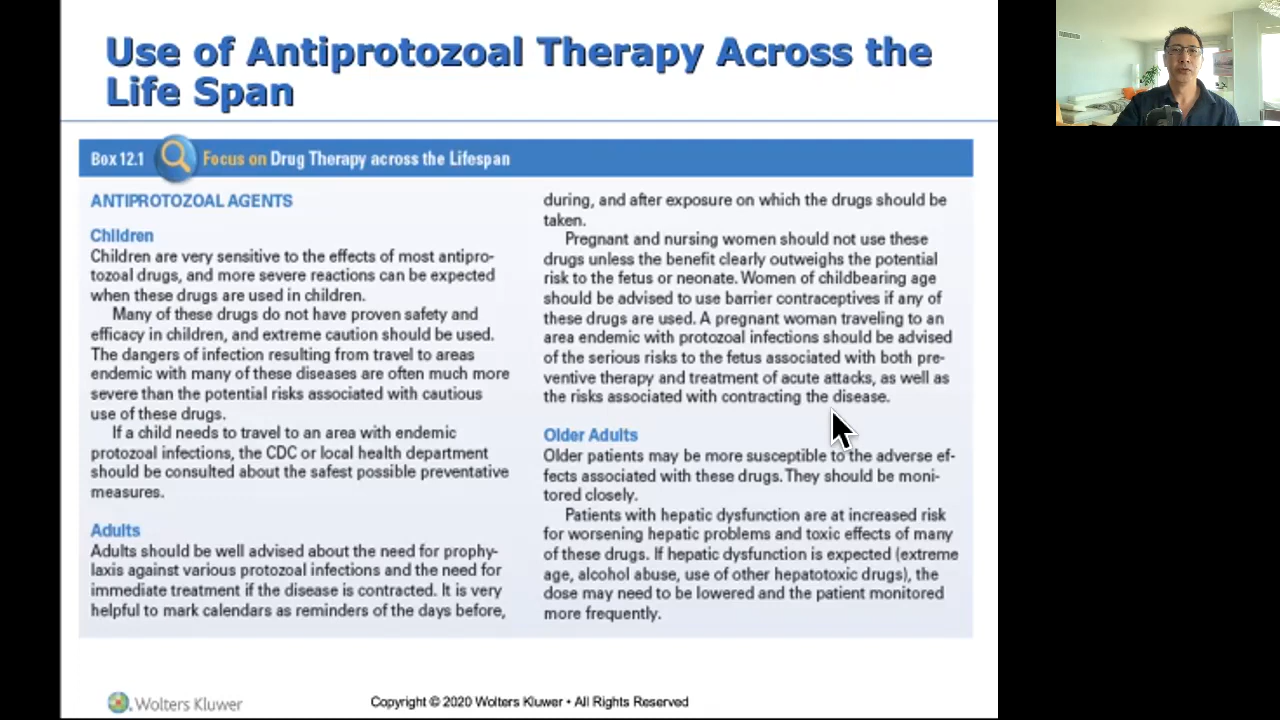 Use of Antiprotozoal Therapy Across the
Life Span
Box 12.1 Focus on Drug Therapy across the Lifespan
ANTIPROTOZOAL AGENTS
Children
Children are very sensitive to the effects of most antipro-
tozoal drugs, and more severe reactions can be expected
when these drugs are used in children.
Many of these drugs do not have proven safety and
efficacy in children, and extreme caution should be used.
The dangers of infection resulting from travel to areas
endemic with many of these diseases are often much more
severe than the potential risks associated with cautious
use of these drugs.
If a child needs to travel to an area with endemic
protozoal infections, the CDC or local health department
should be consulted about the safest possible preventative
measures.
Adults
Adults should be well advised about the need for prophy-
laxis against various protozoal infections and the need for
immediate treatment if the disease is contracted. It is very
helpful to mark calendars as reminders of the days before,
during, and after exposure on which the drugs should be
taken.
Pregnant and nursing women should not use these
drugs unless the benefit clearly outweighs the potential
risk to the fetus or neonate. Women of childbearing age
should be advised to use barrier contraceptives if any of
these drugs are used. A pregnant woman traveling to an
area endemic with protozoal infections should be advised
of the serious risks to the fetus associated with both pre-
ventive therapy and treatment of acute attacks, as well as
the risks associated with contracting the disease.
Older Adults
Older patients may be more susceptible to the adverse ef-
fects associated with these drugs. They should be moni-
tored closely.
Patients with hepatic dysfunction are at increased risk
for worsening hepatic problems and toxic effects of many
of these drugs. If hepatic dysfunction is expected (extreme
age, alcohol abuse, use of other hepatotoxic drugs), the
dose may need to be lowered and the patient monitored
more frequently.
Wolters Kluwer
Copyright © 2020 Wolters Kluwer • All Rights Reserved